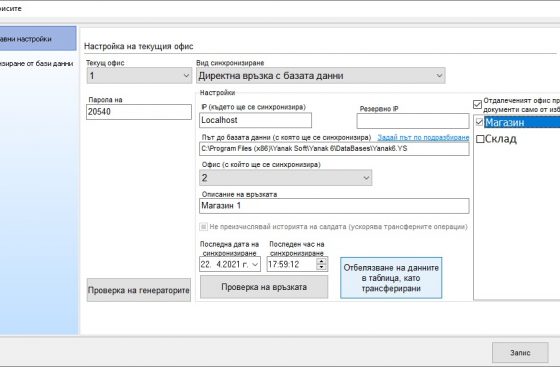 рисите
авни настройки
зиране от бази данни
Настройка на текущия офис
Текущ офис
1
Вид синхронизиране
Директна връзка с базата данни
Парола на
20540
Настройки
IP (където ще се синхронизира)
Localhost
Резервно IP
Път до базата данни (с която ще се синхронизира)
Задай път по подразбиране
C:\Program Files (x86)\Yanak Soft\Yanak 6\DataBases\Yanak6.YS
Офис (с който ще се синхронизира)
2
Описание на връзката
Магазин 1
Не преизчислявай историята на салдата (ускорява трансферните операции)
Последна дата на
синхронизиране
Последен час на
синхронизиране
22. 4.2021 г.
17:59:12
Проверка на генераторите
Проверка на връзката
Отбелязване на данните
в таблица, като
трансферирани
Отдалеченият офис пр
документи само от изб
Магазин
Склад
Запис